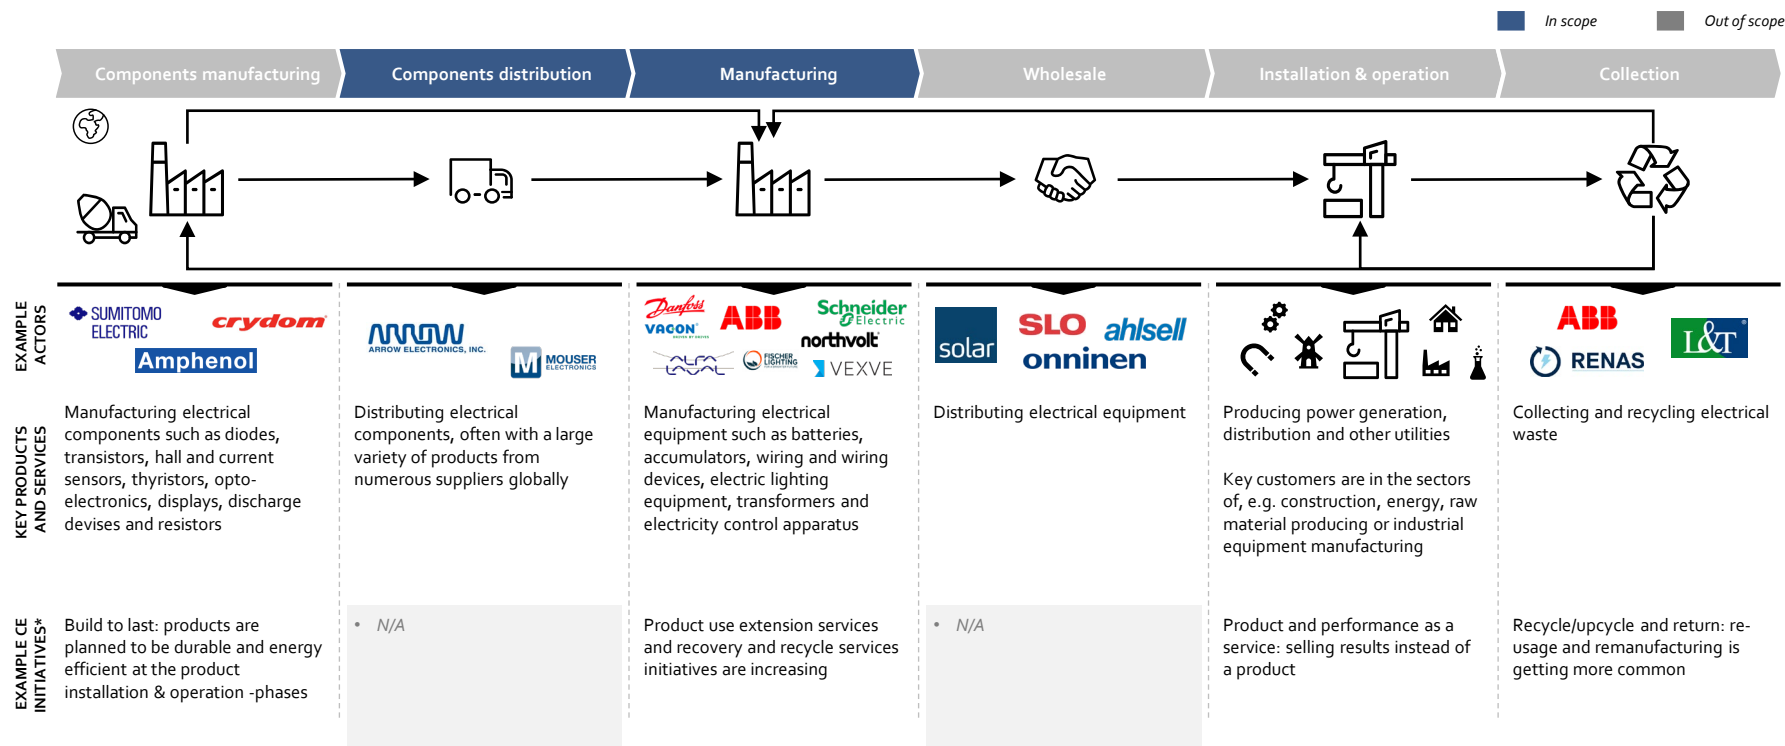 In scope
Out of scope
Components manufacturing
Components distribution
Manufacturing
Wholesale
Installation & operation
Collection
EXAMPLE
ACTORS
SUMITOMO
ELECTRIC
crydom
Amphenol
ARROW
ARROW ELECTRONICS, INC.
M
MOUSER
ELECTRONICS
Danfoss
VACON
DRIVEN BY DRIVES
ABB
Schneider
Electric
northvolt
ALFA
LAVAL
FISCHER
LIGHTING
VEXVE
solar
SLO
ahlsell
onninen
ABB
RENAS
L&T
KEY PRODUCTS
AND SERVICES
Manufacturing electrical
components such as diodes,
transistors, hall and current
sensors, thyristors, opto-
electronics, displays, discharge
devises and resistors
Distributing electrical
components, often with a large
variety of products from
numerous suppliers globally
Manufacturing electrical
equipment such as batteries,
accumulators, wiring and wiring
devices, electric lighting
equipment, transformers and
electricity control apparatus
Distributing electrical equipment
Producing power generation,
distribution and other utilities
Key customers are in the sectors
of, e.g. construction, energy, raw
material producing or industrial
equipment manufacturing
Collecting and recycling electrical
waste
EXAMPLE CE
INITIATIVES*
Build to last: products are
planned to be durable and energy
efficient at the product
installation & operation -phases
• N/A
Product use extension services
and recovery and recycle services
initiatives are increasing
• N/A
Product and performance as a
service: selling results instead of
a product
Recycle/upcycle and return: re-
usage and remanufacturing is
getting more common